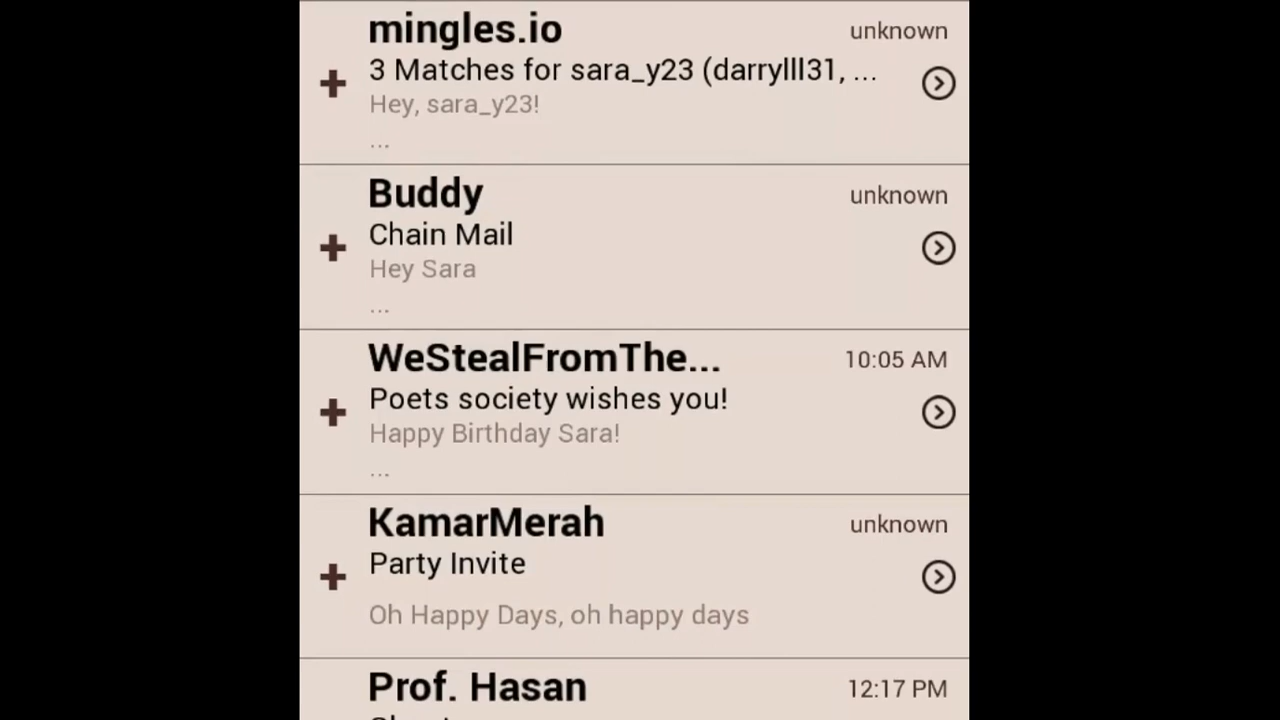 mingles.io
unknown
3 Matches for sara_y23 (darrylll31, ...
Hey, sara_y23!
...
Buddy
unknown
Chain Mail
Hey Sara
...
WeStealFromThe...
10:05 AM
Poets society wishes you!
Happy Birthday Sara!
...
KamarMerah
unknown
Party Invite
Oh Happy Days, oh happy days
Prof. Hasan
12:17 PM